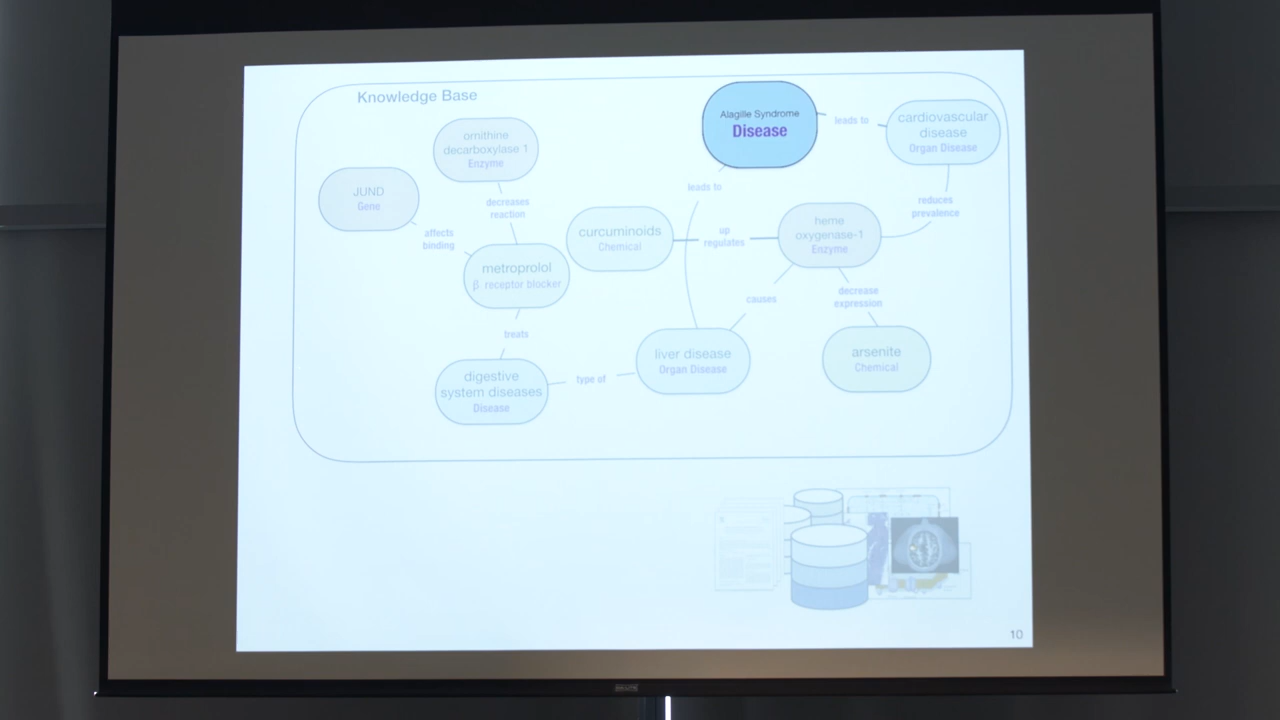 Knowledge Base
Alagille Syndrome
Disease
leads to
cardiovascular
disease
Organ Disease
ornithine
decarboxylase 1
Enzyme
JUND
Gene
decreases
reaction
leads to
reduces
prevalence
affects
binding
curcuminoids
Chemical
up
regulates
heme
oxygenase-1
Enzyme
metroprolol
β receptor blocker
causes
decrease
expression
treats
liver disease
Organ Disease
arsenite
Chemical
digestive
system diseases
Disease
type of
10